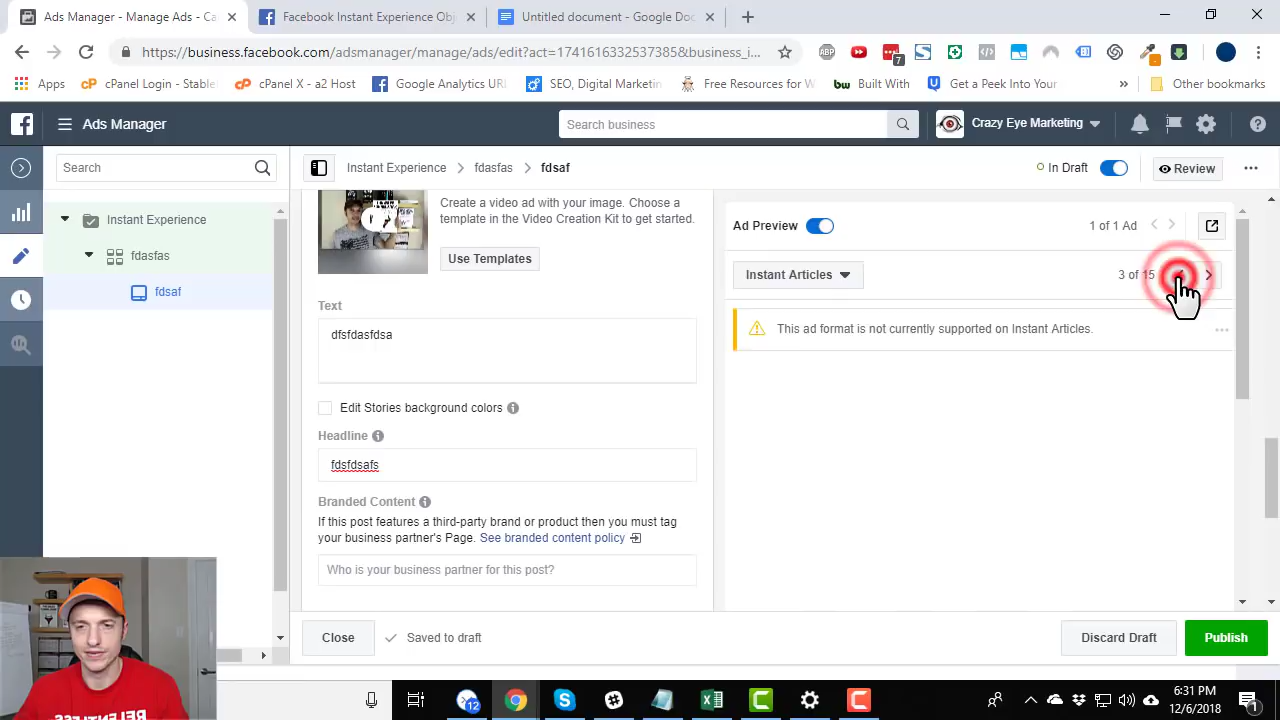 Ads Manager - Manage Ads - Ca
Facebook Instant Experience Obj
Untitled document - Google Doc
https://business.facebook.com/adsmanager/manage/ads/edit?act=1741616332537385&business_i...
ABP
7
Apps
cPanel Login - Stable
cPanel X - a2 Host
Google Analytics URL
SEO, Digital Marketin
Free Resources for W
bw
Built With
Get a Peek Into Your
»
Other bookmarks
Ads Manager
Search business
Crazy Eye Marketing
Search
Instant Experience
fdasfas
fdsaf
In Draft
Review
Instant Experience
fdasfas
fdsaf
Create a video ad with your image. Choose a
template in the Video Creation Kit to get started.
Use Templates
Text
dfsfdasfdsa
Edit Stories background colors
Headline
fdsfdsafs
Branded Content
If this post features a third-party brand or product then you must tag
your business partner's Page. See branded content policy
Who is your business partner for this post?
Ad Preview
1 of 1 Ad
Instant Articles
3 of 15
This ad format is not currently supported on Instant Articles.
Close
Saved to draft
Discard Draft
Publish
RELENTLESS
12
6:31 PM
12/6/2018
1